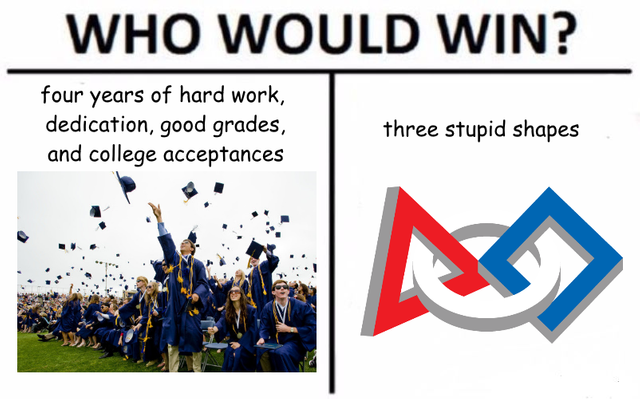 WHO WOULD WIN?
four years of hard work,
dedication, good grades,
and college acceptances
three stupid shapes